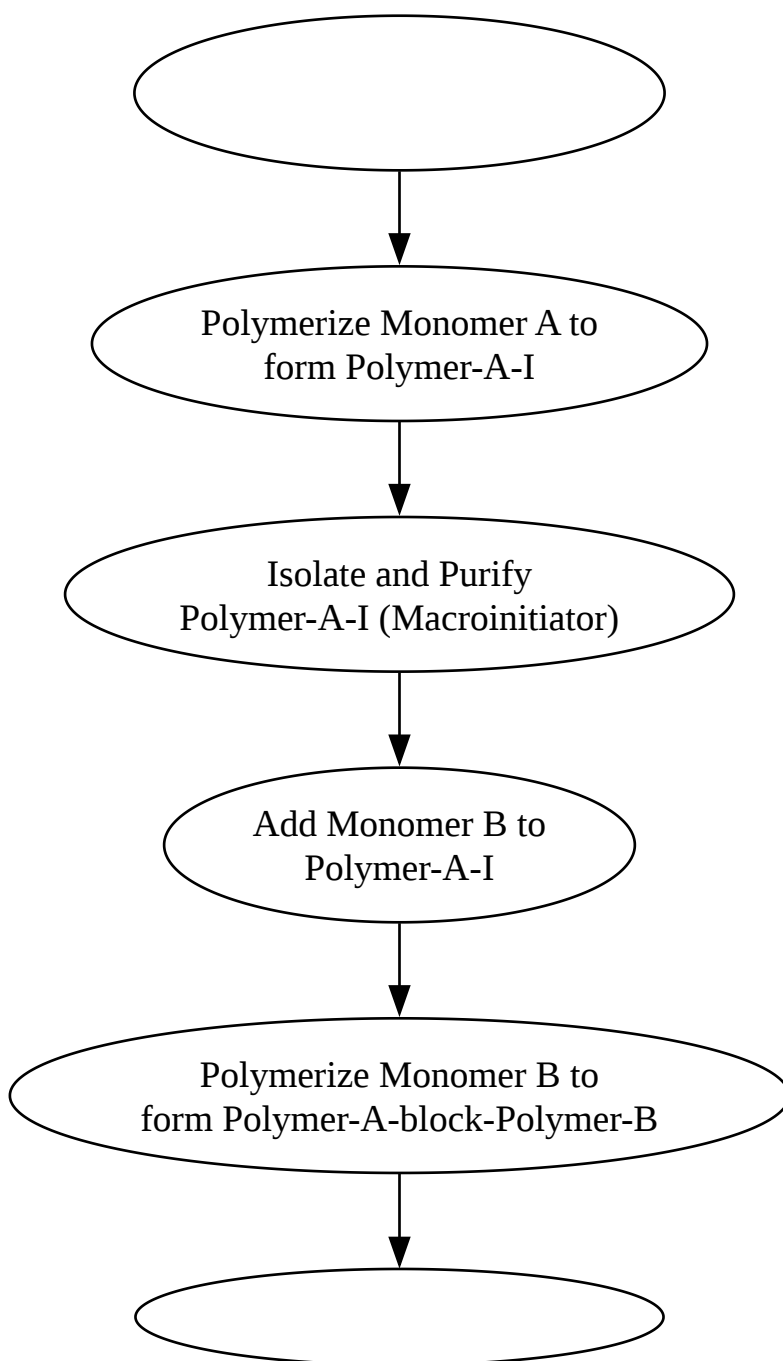 Polymerize Monomer A to
form Polymer-A-I
Isolate and Purify
Polymer-A-I (Macroinitiator)
Add Monomer B to
Polymer-A-I
Polymerize Monomer B to
form Polymer-A-block-Polymer-B